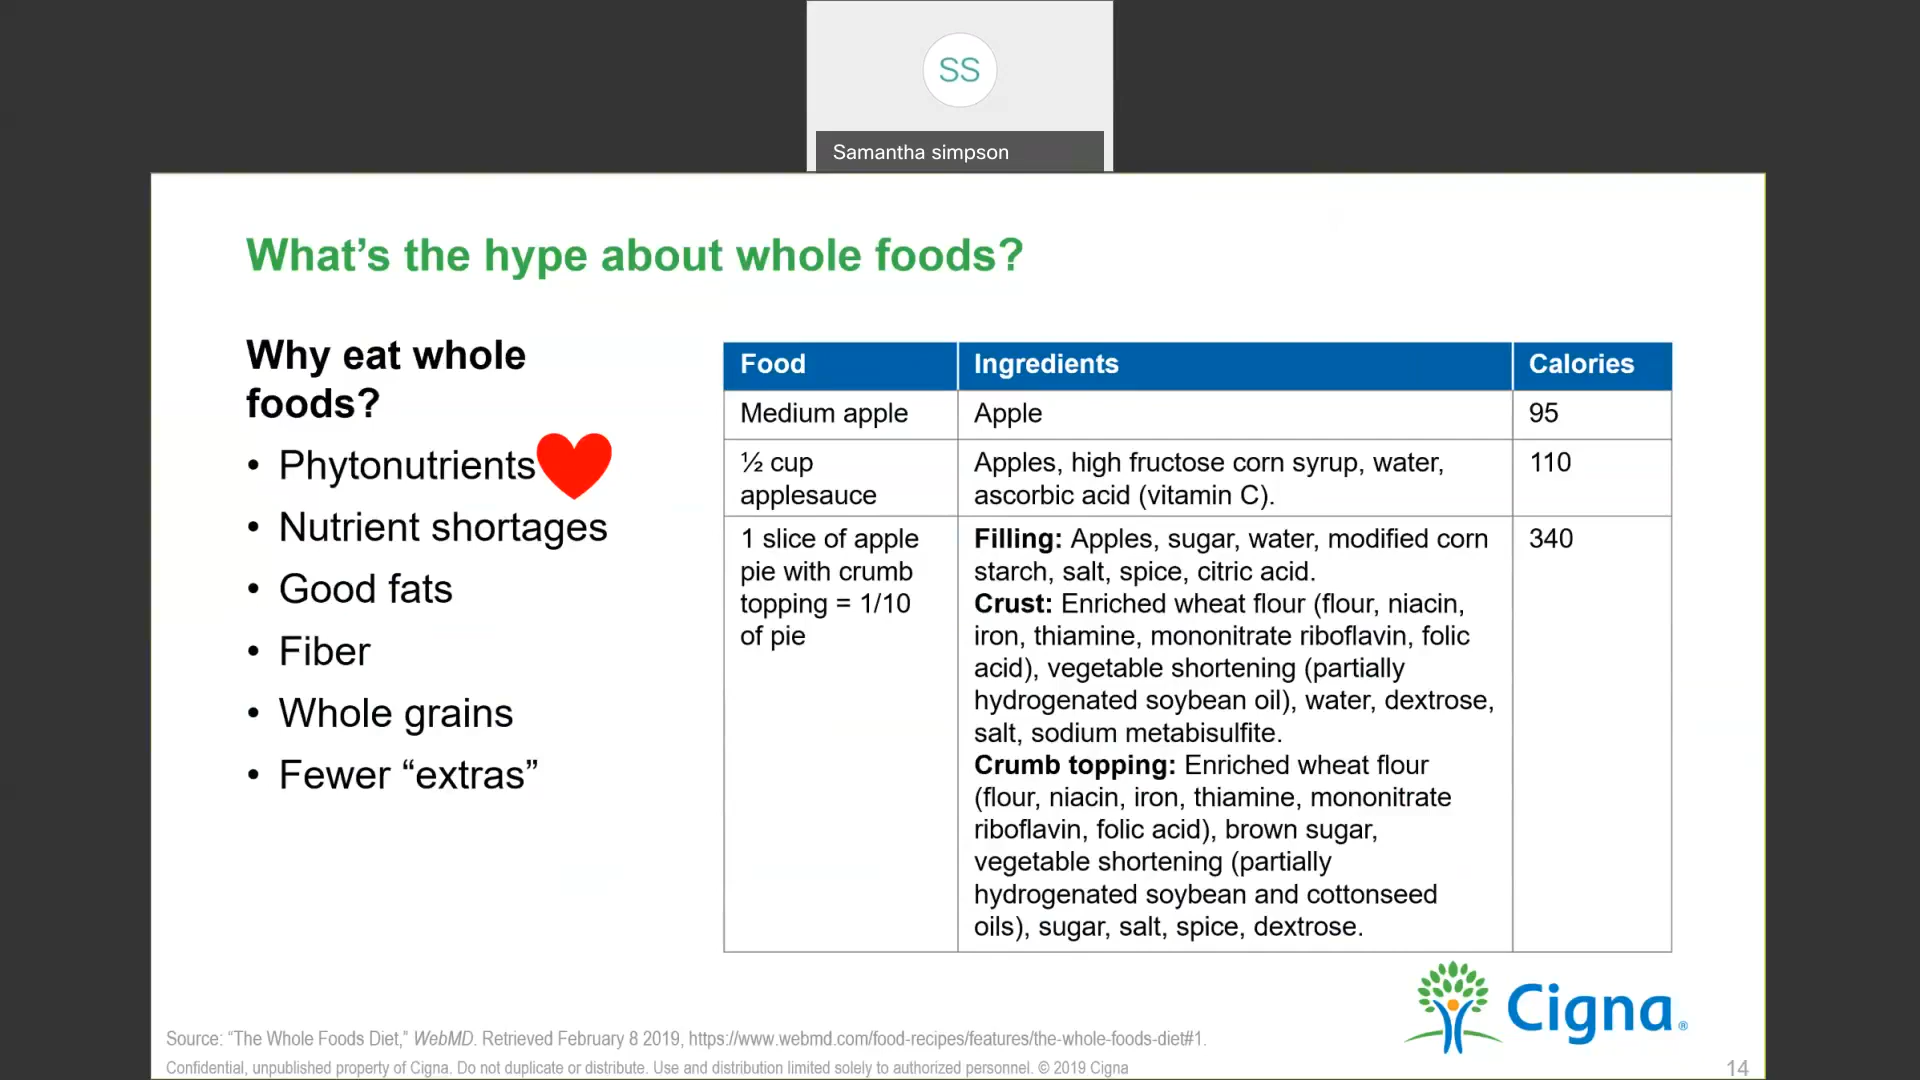 SS
Samantha simpson
What’s the hype about whole foods?
Why eat whole
foods?
• Phytonutrients
• Nutrient shortages
• Good fats
• Fiber
• Whole grains
• Fewer “extras”
Food Ingredients Calories
Medium apple Apple 95
½ cup
applesauce
Apples, high fructose corn syrup, water,
ascorbic acid (vitamin C).
110
1 slice of apple
pie with crumb
topping = 1/10
of pie
Filling: Apples, sugar, water, modified corn
starch, salt, spice, citric acid.
Crust: Enriched wheat flour (flour, niacin,
iron, thiamine, mononitrate riboflavin, folic
acid), vegetable shortening (partially
hydrogenated soybean oil), water, dextrose,
salt, sodium metabisulfite.
Crumb topping: Enriched wheat flour
(flour, niacin, iron, thiamine, mononitrate
riboflavin, folic acid), brown sugar,
vegetable shortening (partially
hydrogenated soybean and cottonseed
oils), sugar, salt, spice, dextrose.
340
Cigna®
Source: “The Whole Foods Diet,” WebMD. Retrieved February 8 2019, https://www.webmd.com/food-recipes/features/the-whole-foods-diet#1.
Confidential, unpublished property of Cigna. Do not duplicate or distribute. Use and distribution limited solely to authorized personnel. © 2019 Cigna
14